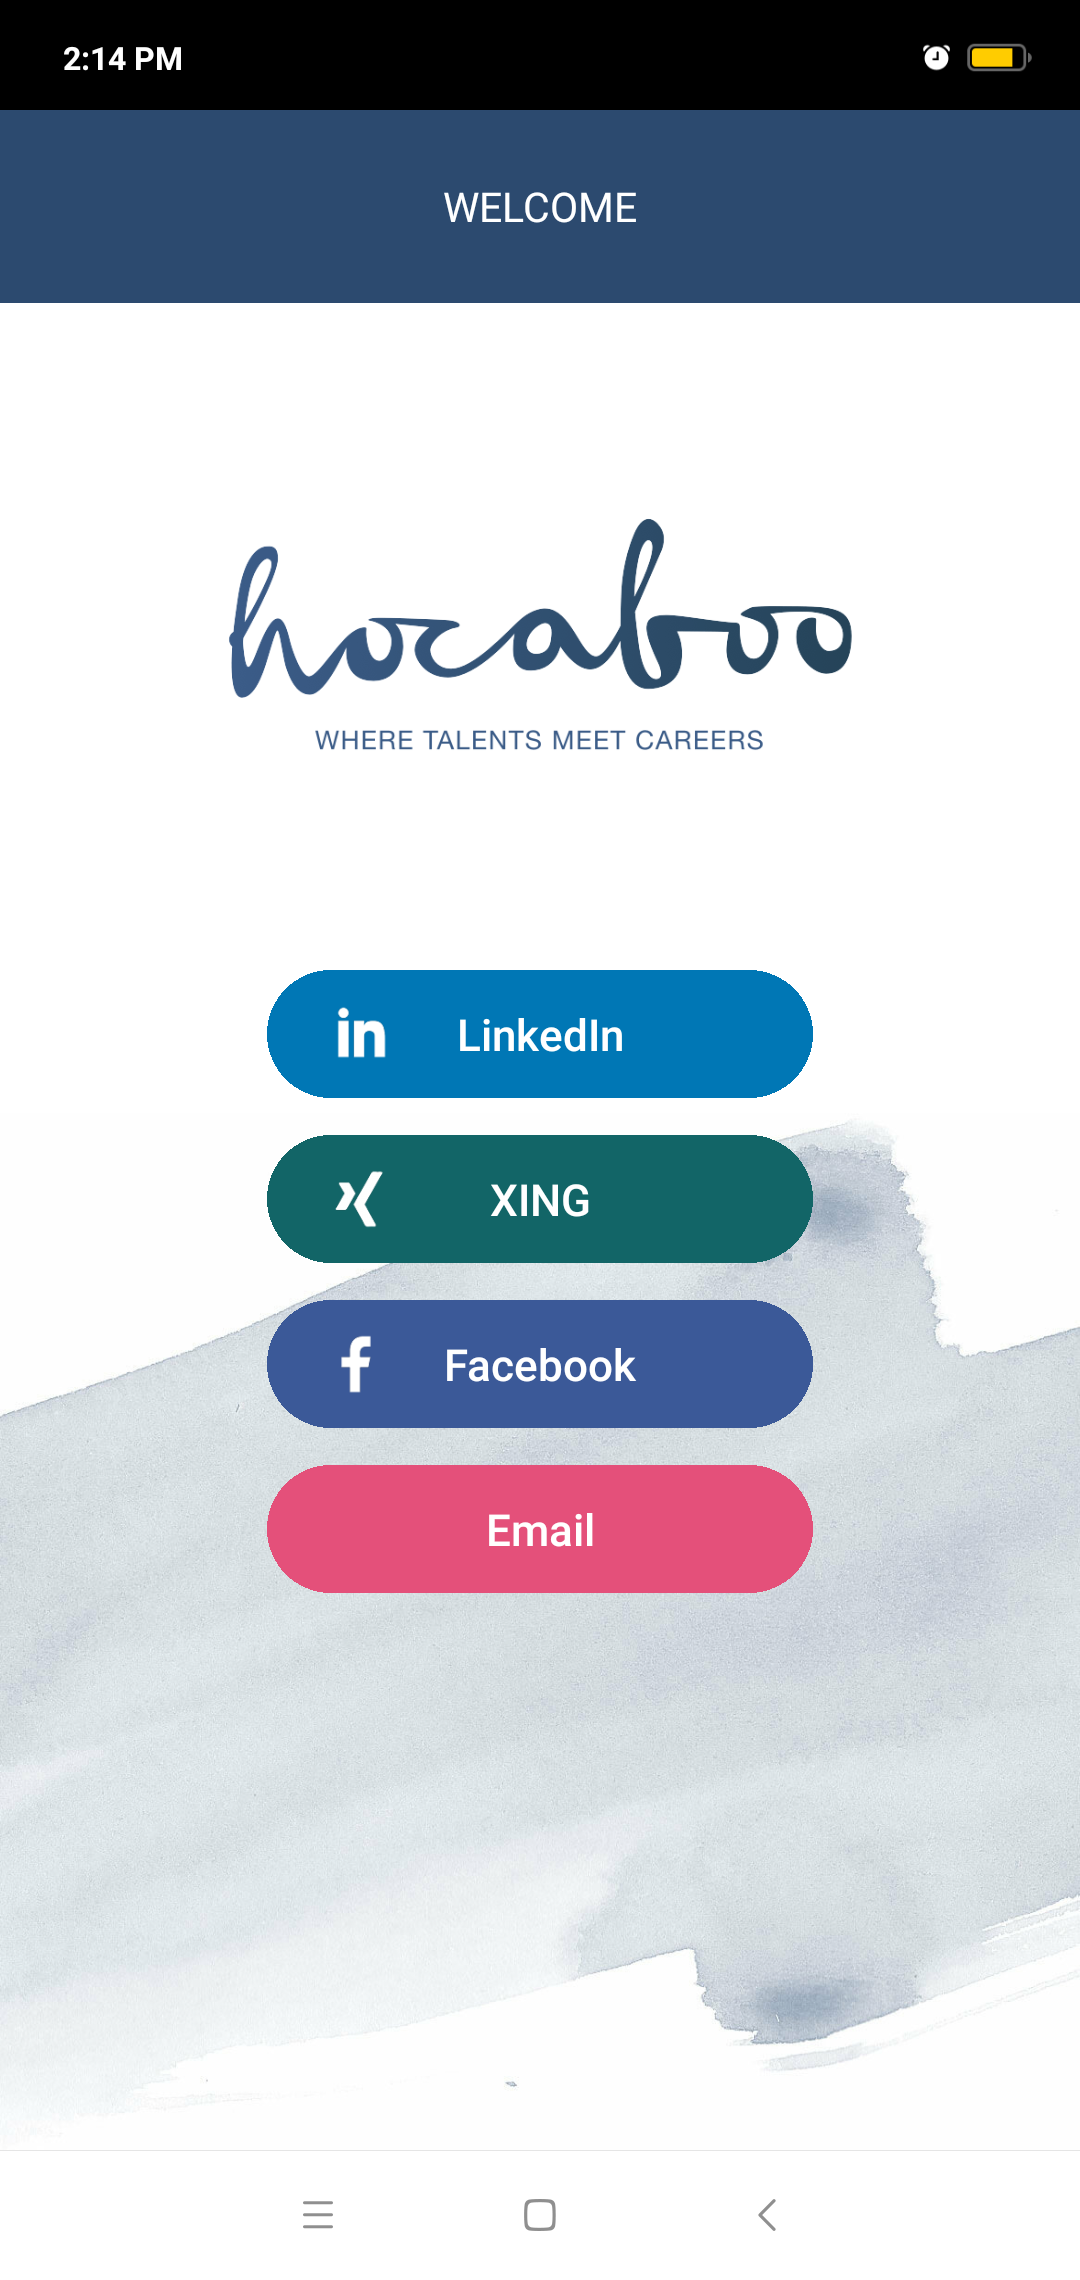 2:14 PM
WELCOME
hocaboo
WHERE TALENTS MEET CAREERS
in LinkedIn
XING
f Facebook
Email